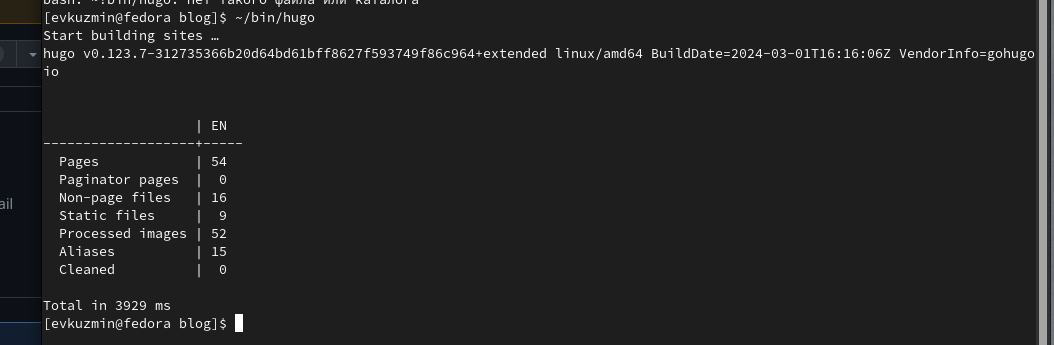 bash: ~!bin/hugo: Нет такого файла или каталога
[evkuzmin@fedora blog]$ ~/bin/hugo
Start building sites …
hugo v0.123.7-312735366b20d64bd61bff8627f593749f86c964+extended linux/amd64 BuildDate=2024-03-01T16:16:06Z VendorInfo=gohugo
io
| EN
-------------------+-----
Pages | 54
Paginator pages | 0
Non-page files | 16
Static files | 9
Processed images | 52
Aliases | 15
Cleaned | 0
Total in 3929 ms
[evkuzmin@fedora blog]$
ail